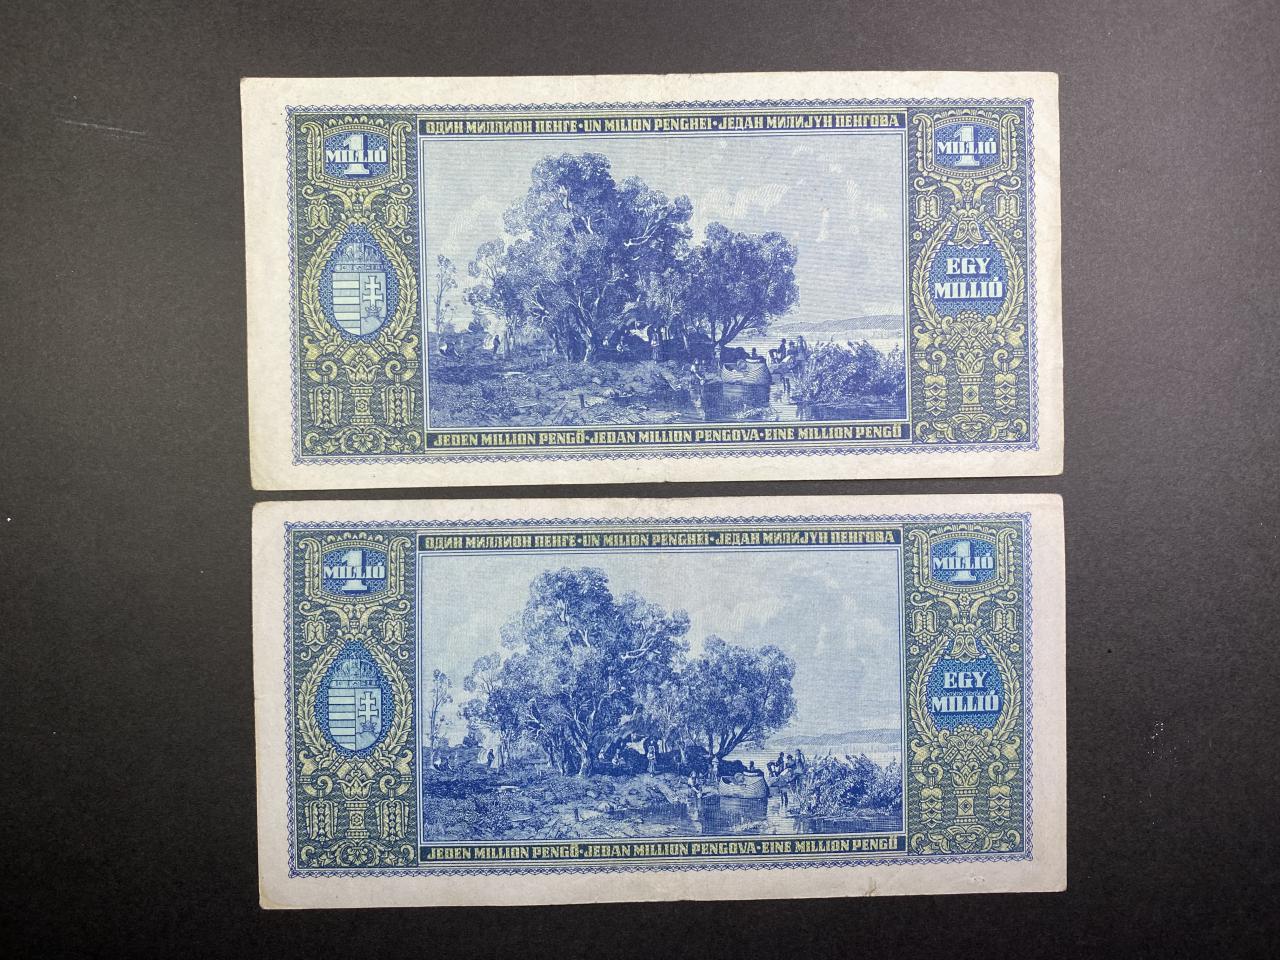 ОДИН МИЛЛИОН ПЕНГЕ·UN MILION PENGHEI·ЈЕДАН МИЛИЈУН ПЕНГОВА
1
MILLIÓ
1
MILLIÓ
EGY
MILLIÓ
JEDEN MILLION PENGŐ·JEDAN MILLION PENGOVA·EINE MILLION PENGŐ
ОДИН МИЛЛИОН ПЕНГЕ·UN MILION PENGHEI·ЈЕДАН МИЛИЈУН ПЕНГОВА
1
MILLIÓ
1
MILLIÓ
EGY
MILLIÓ
JEDEN MILLION PENGŐ·JEDAN MILLION PENGOVA·EINE MILLION PENGŐ